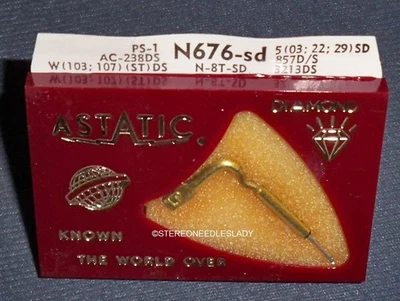 PS-1 N676-sd 5(03; 22; 29)SD
AC-238DS 857D/S
W(103; 107)(ST)DS N-8T-SD 3213DS
ASTATIC DIAMOND
©STEREONEEDLESLADY
KNOWN
THE WORLD OVER